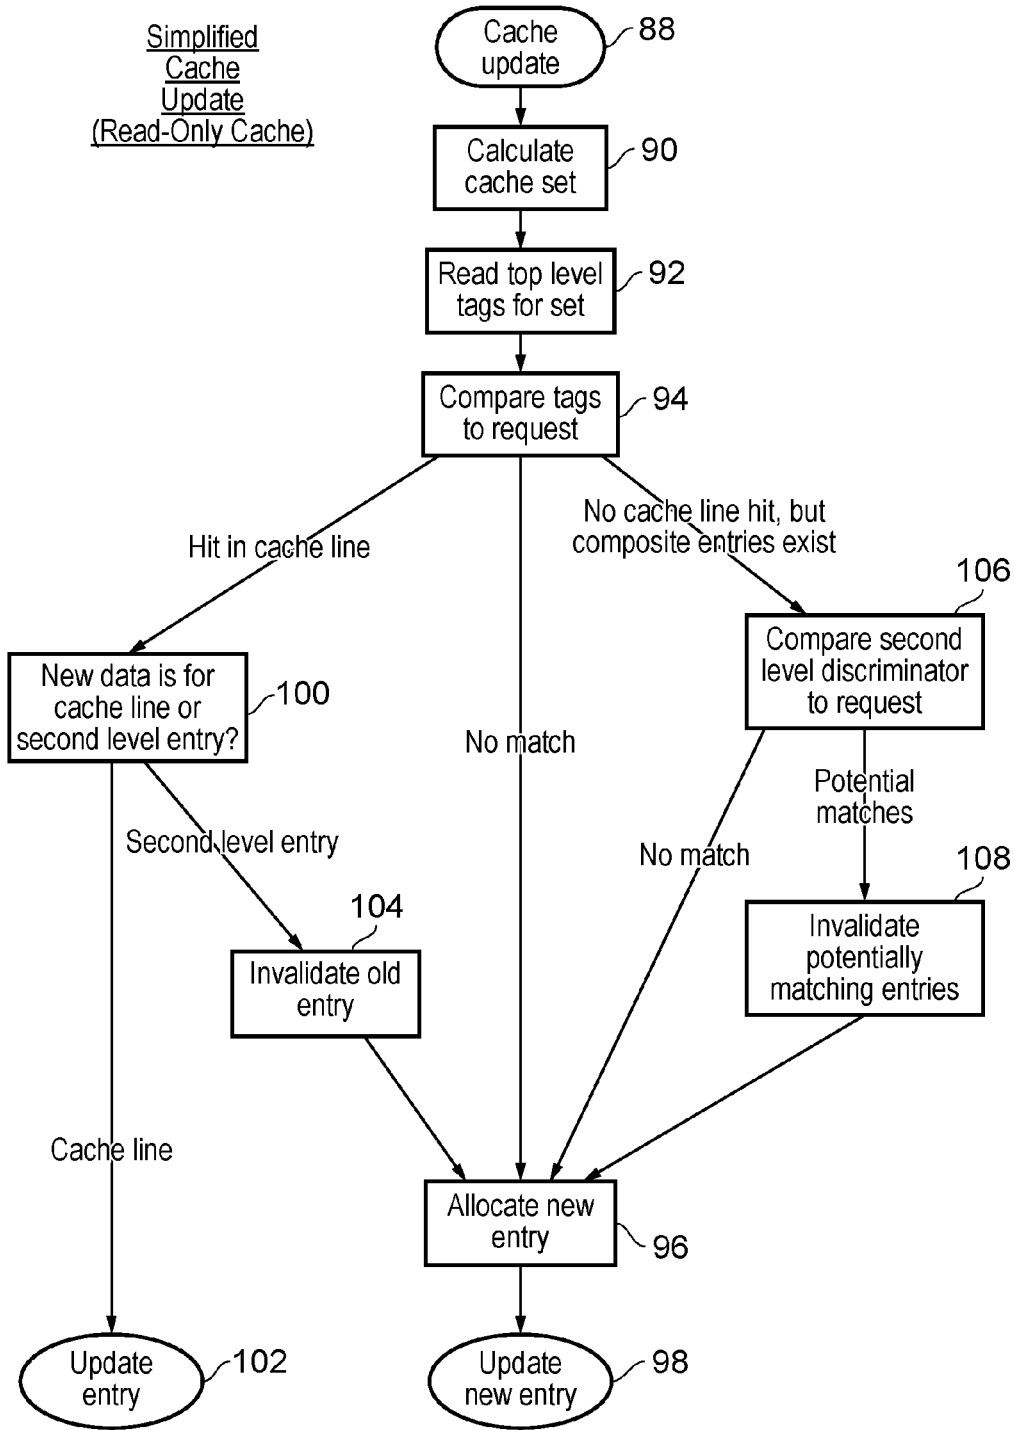 Simplified
Cache
Update
(Read-Only Cache)
Cache
update
88
Calculate
cache set
90
Read top level
tags for set
92
Compare tags
to request
94
Hit in cache line
No cache line hit, but
composite entries exist
106
Compare second
level discriminator
to request
New data is for
cache line or
second level entry?
100
No match
Potential
matches
Second level entry
No match
108
Invalidate
potentially
matching entries
104
Invalidate old
entry
Cache line
Allocate new
entry
96
Update
entry
102
Update
new entry
98